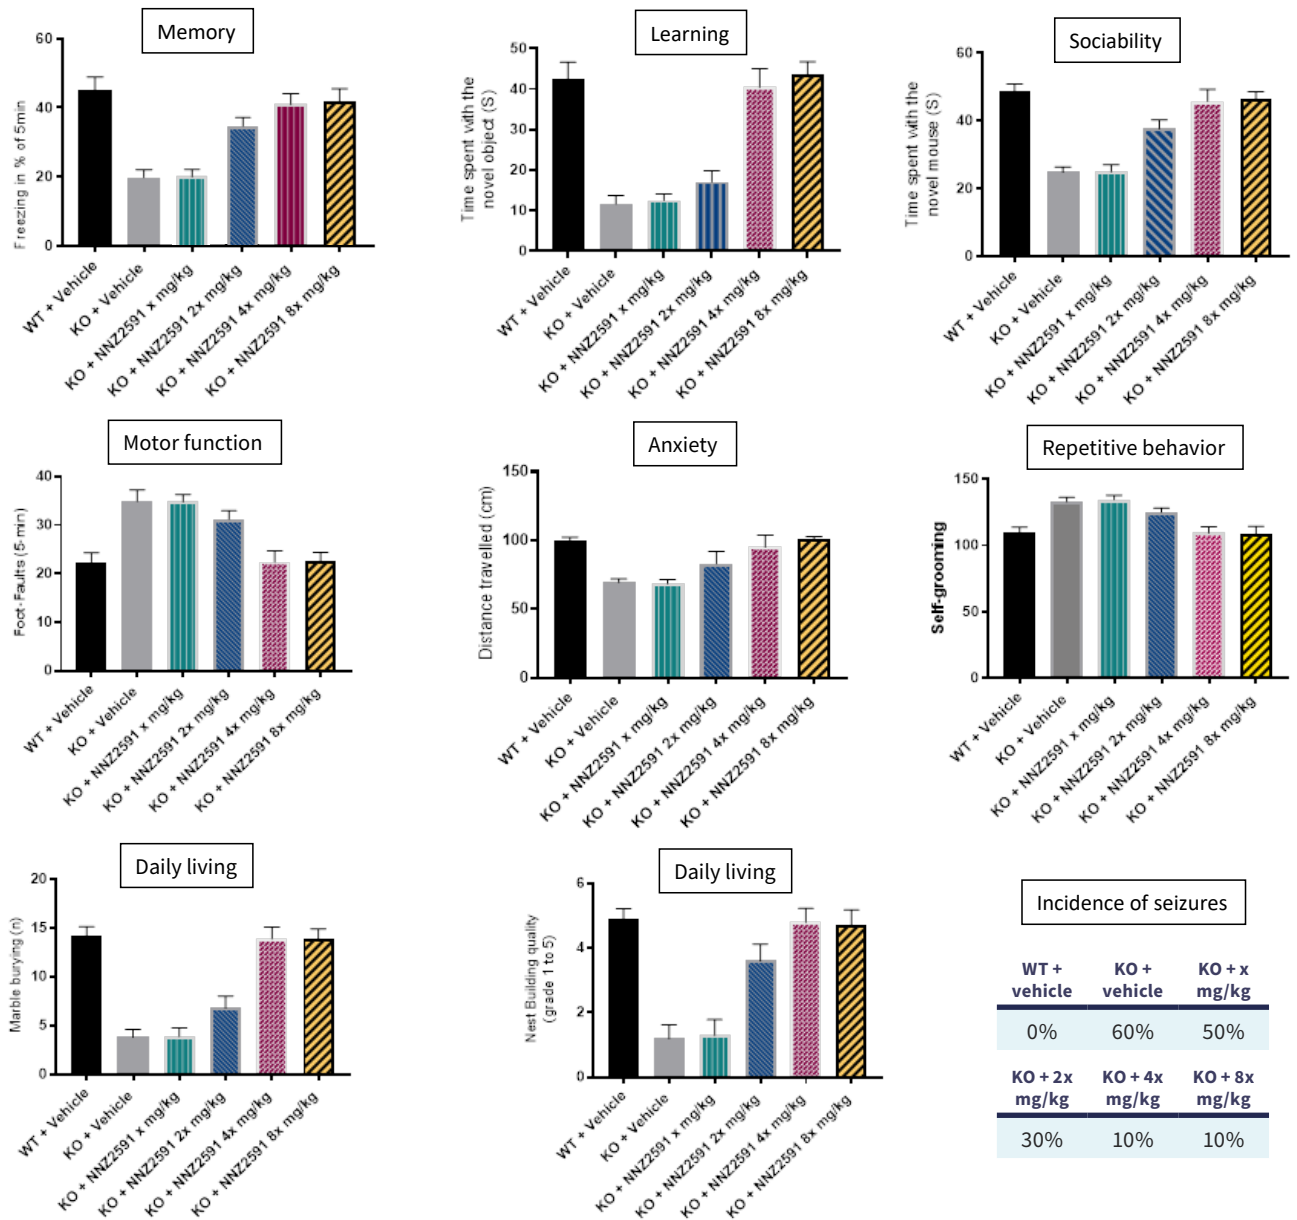 Memory
Freezing in % of 5min
60
40
20
0
WT + Vehicle
KO + Vehicle
KO + NNZ2591 x mg/kg
KO + NNZ2591 2x mg/kg
KO + NNZ2591 4x mg/kg
KO + NNZ2591 8x mg/kg
Learning
Time spent with the
novel object (S)
50
40
30
20
10
0
WT + Vehicle
KO + Vehicle
KO + NNZ2591 x mg/kg
KO + NNZ2591 2x mg/kg
KO + NNZ2591 4x mg/kg
KO + NNZ2591 8x mg/kg
Sociability
Time spent with the
novel mouse (S)
60
40
20
0
WT + Vehicle
KO + Vehicle
KO + NNZ2591 x mg/kg
KO + NNZ2591 2x mg/kg
KO + NNZ2591 4x mg/kg
KO + NNZ2591 8x mg/kg
Motor function
Foot-Faults (5-min)
40
30
20
10
0
WT + Vehicle
KO + Vehicle
KO + NNZ2591 x mg/kg
KO + NNZ2591 2x mg/kg
KO + NNZ2591 4x mg/kg
KO + NNZ2591 8x mg/kg
Anxiety
Distance travelled (cm)
150
100
50
0
WT + Vehicle
KO + Vehicle
KO + NNZ2591 x mg/kg
KO + NNZ2591 2x mg/kg
KO + NNZ2591 4x mg/kg
KO + NNZ2591 8x mg/kg
Repetitive behavior
Self-grooming
150
100
50
0
WT + Vehicle
KO + Vehicle
KO + NNZ2591 x mg/kg
KO + NNZ2591 2x mg/kg
KO + NNZ2591 4x mg/kg
KO + NNZ2591 8x mg/kg
Daily living
Marble burying (n)
20
15
10
5
0
WT + Vehicle
KO + Vehicle
KO + NNZ2591 x mg/kg
KO + NNZ2591 2x mg/kg
KO + NNZ2591 4x mg/kg
KO + NNZ2591 8x mg/kg
Daily living
Nest Building quality
(grade 1 to 5)
6
4
2
0
WT + Vehicle
KO + Vehicle
KO + NNZ2591 x mg/kg
KO + NNZ2591 2x mg/kg
KO + NNZ2591 4x mg/kg
KO + NNZ2591 8x mg/kg
Incidence of seizures
WT + KO + KO + x
vehicle vehicle mg/kg
0% 60% 50%
KO + 2x KO + 4x KO + 8x
mg/kg mg/kg mg/kg
30% 10% 10%